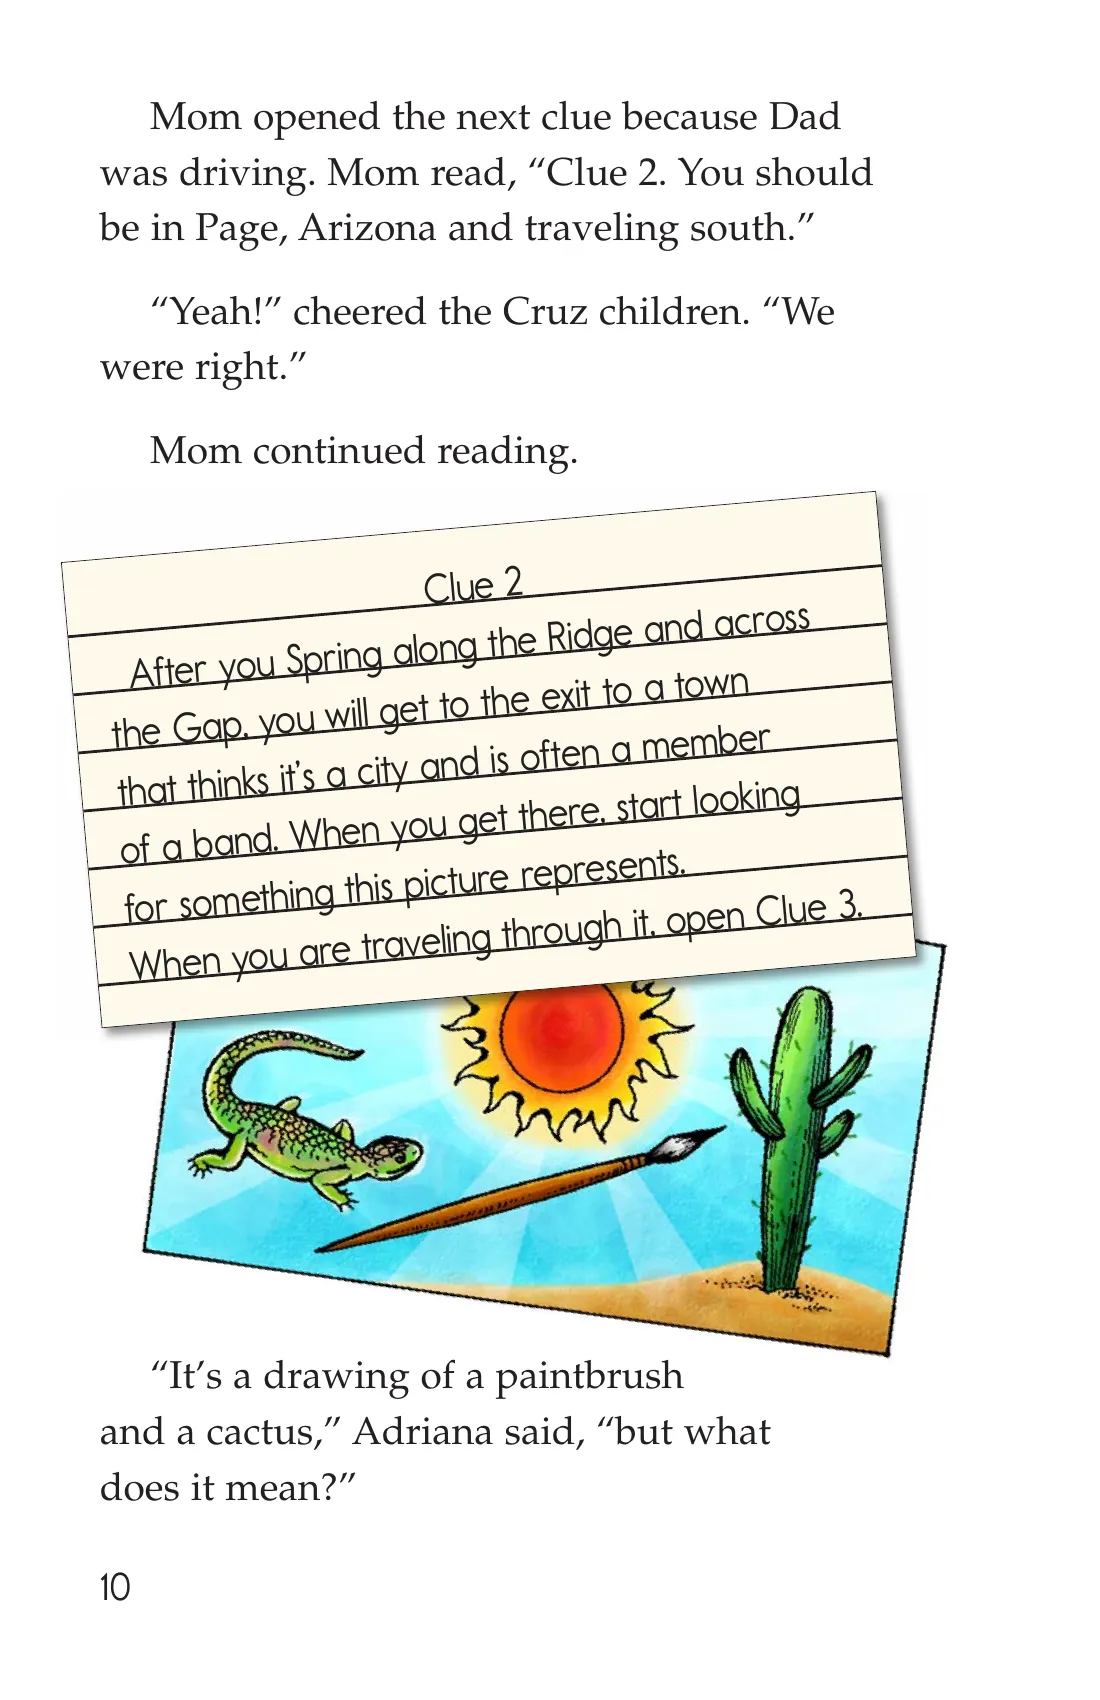 Mom opened the next clue because Dad
was driving. Mom read, “Clue 2. You should
be in Page, Arizona and traveling south.”
“Yeah!” cheered the Cruz children. “We
were right.”
Mom continued reading.
Clue 2
After you Spring along the Ridge and across
the Gap, you will get to the exit to a town
that thinks it’s a city and is often a member
of a band. When you get there, start looking
for something this picture represents.
When you are traveling through it, open Clue 3.
“It’s a drawing of a paintbrush
and a cactus,” Adriana said, “but what
does it mean?”
10